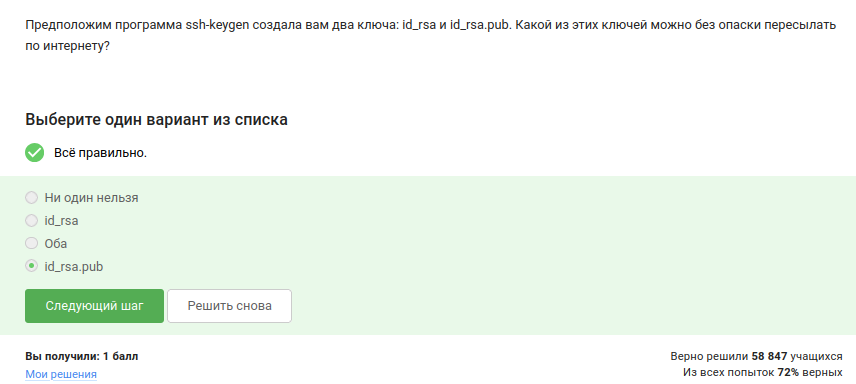 Предположим программа ssh-keygen создала вам два ключа: id_rsa и id_rsa.pub. Какой из этих ключей можно без опаски пересылать
по интернету?
Выберите один вариант из списка
Всё правильно.
Ни один нельзя
id_rsa
Оба
id_rsa.pub
Следующий шаг
Решить снова
Вы получили: 1 балл
Мои решения
Верно решили 58 847 учащихся
Из всех попыток 72% верных